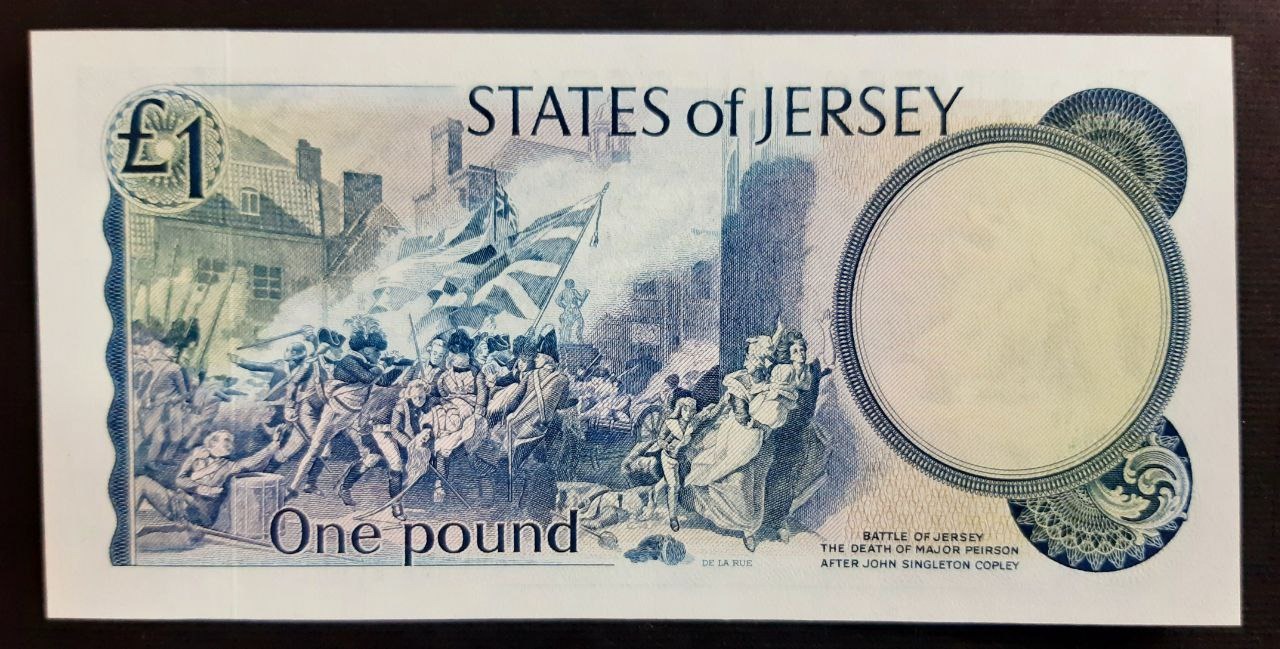 £1
STATES of JERSEY
One pound
DE LA RUE
BATTLE OF JERSEY
THE DEATH OF MAJOR PEIRSON
AFTER JOHN SINGLETON COPLEY